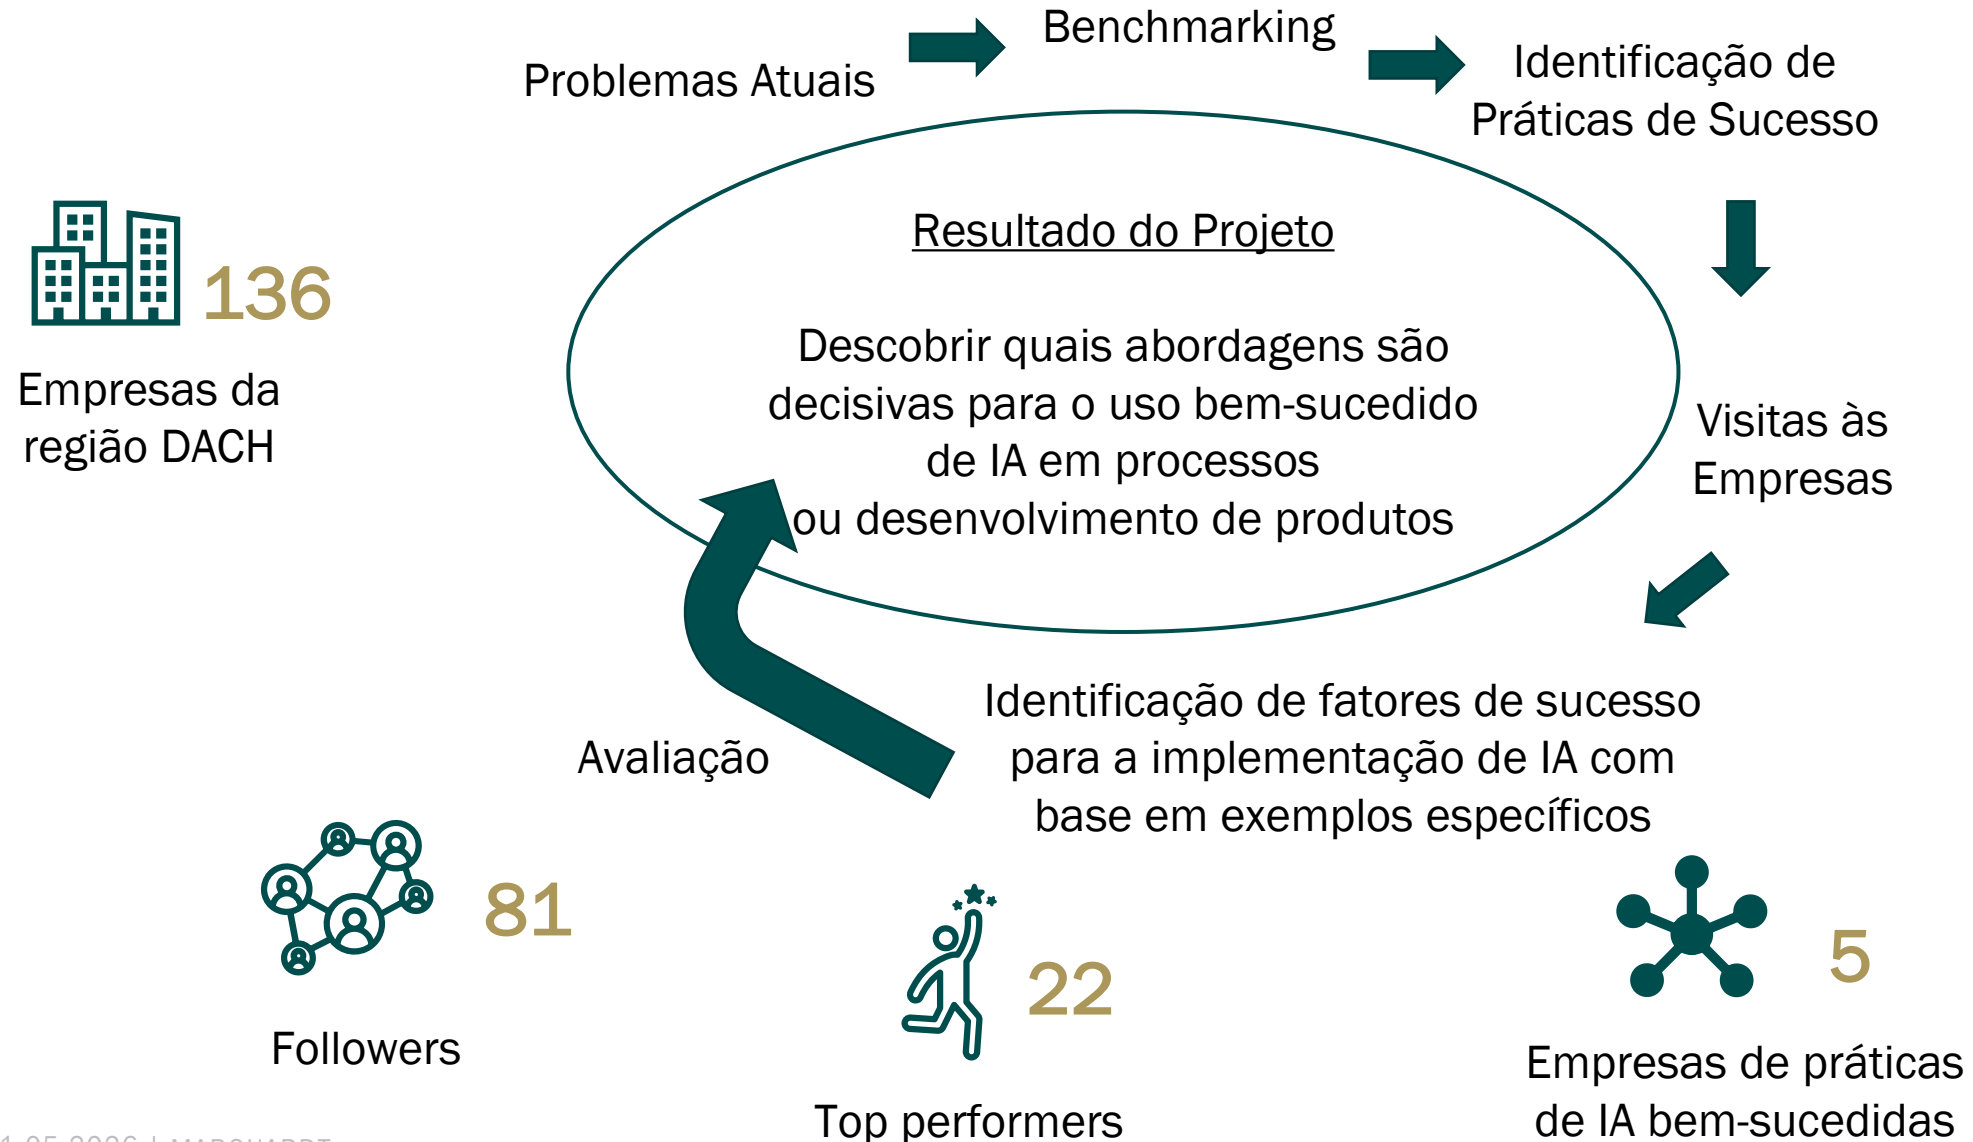 Problemas Atuais
Benchmarking
Identificação de
Práticas de Sucesso
Resultado do Projeto
136
Empresas da
região DACH
Descobrir quais abordagens são
decisivas para o uso bem-sucedido
de IA em processos
ou desenvolvimento de produtos
Visitas às
Empresas
Identificação de fatores de sucesso
para a implementação de IA com
base em exemplos específicos
Avaliação
81
Followers
22
Top performers
5
Empresas de práticas
de IA bem-sucedidas